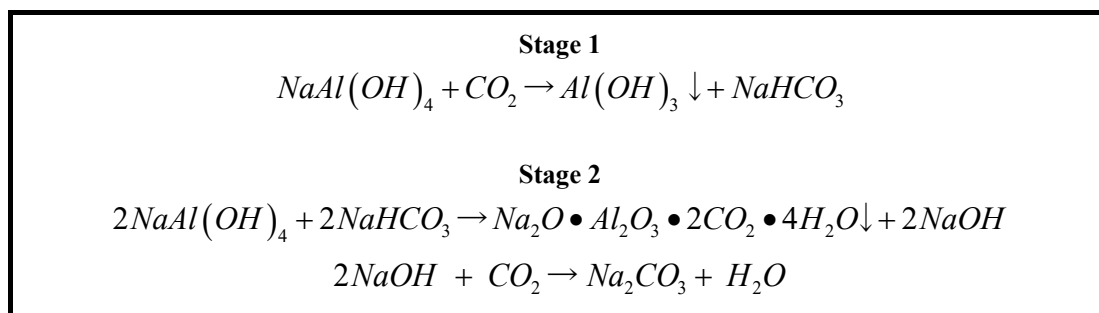 Stage 1
NaAl(OH)₄ + CO₂ → Al(OH)₃ ↓ + NaHCO₃
Stage 2
2NaAl(OH)₄ + 2NaHCO₃ → Na₂O • Al₂O₃ • 2CO₂ • 4H₂O↓ + 2NaOH
2NaOH + CO₂ → Na₂CO₃ + H₂O